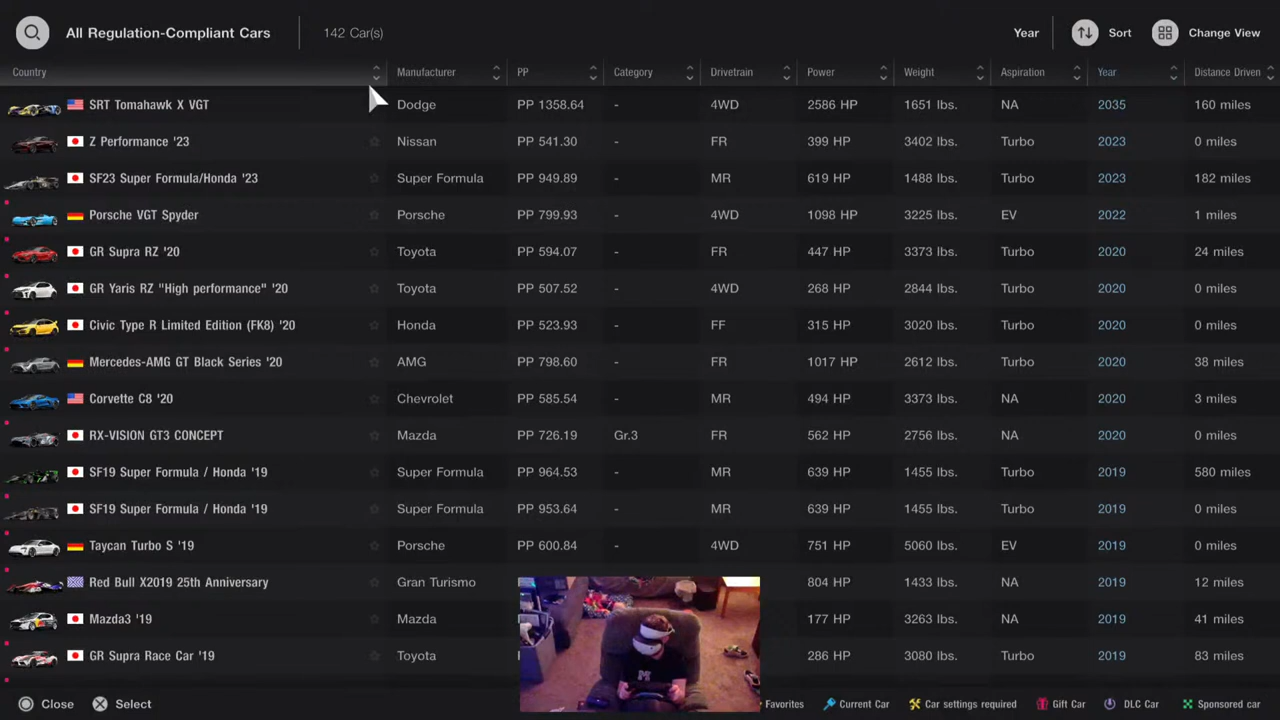 All Regulation-Compliant Cars 142 Car(s) Year Sort Change View
Country Manufacturer PP Category Drivetrain Power Weight Aspiration Year Distance Driven
SRT Tomahawk X VGT Dodge PP 1358.64 - 4WD 2586 HP 1651 lbs. NA 2035 160 miles
Z Performance '23 Nissan PP 541.30 - FR 399 HP 3402 lbs. Turbo 2023 0 miles
SF23 Super Formula/Honda '23 Super Formula PP 949.89 - MR 619 HP 1488 lbs. Turbo 2023 182 miles
Porsche VGT Spyder Porsche PP 799.93 - 4WD 1098 HP 3225 lbs. EV 2022 1 miles
GR Supra RZ '20 Toyota PP 594.07 - FR 447 HP 3373 lbs. Turbo 2020 24 miles
GR Yaris RZ "High performance" '20 Toyota PP 507.52 - 4WD 268 HP 2844 lbs. Turbo 2020 0 miles
Civic Type R Limited Edition (FK8) '20 Honda PP 523.93 - FF 315 HP 3020 lbs. Turbo 2020 0 miles
Mercedes-AMG GT Black Series '20 AMG PP 798.60 - FR 1017 HP 2612 lbs. Turbo 2020 38 miles
Corvette C8 '20 Chevrolet PP 585.54 - MR 494 HP 3373 lbs. NA 2020 3 miles
RX-VISION GT3 CONCEPT Mazda PP 726.19 Gr.3 FR 562 HP 2756 lbs. NA 2020 0 miles
SF19 Super Formula / Honda '19 Super Formula PP 964.53 - MR 639 HP 1455 lbs. Turbo 2019 580 miles
SF19 Super Formula / Honda '19 Super Formula PP 953.64 - MR 639 HP 1455 lbs. Turbo 2019 0 miles
Taycan Turbo S '19 Porsche PP 600.84 - 4WD 751 HP 5060 lbs. EV 2019 0 miles
Red Bull X2019 25th Anniversary Gran Turismo 804 HP 1433 lbs. NA 2019 12 miles
Mazda3 '19 Mazda 177 HP 3263 lbs. NA 2019 41 miles
GR Supra Race Car '19 Toyota 286 HP 3080 lbs. Turbo 2019 83 miles
Close Select Favorites Current Car Car settings required Gift Car DLC Car Sponsored car